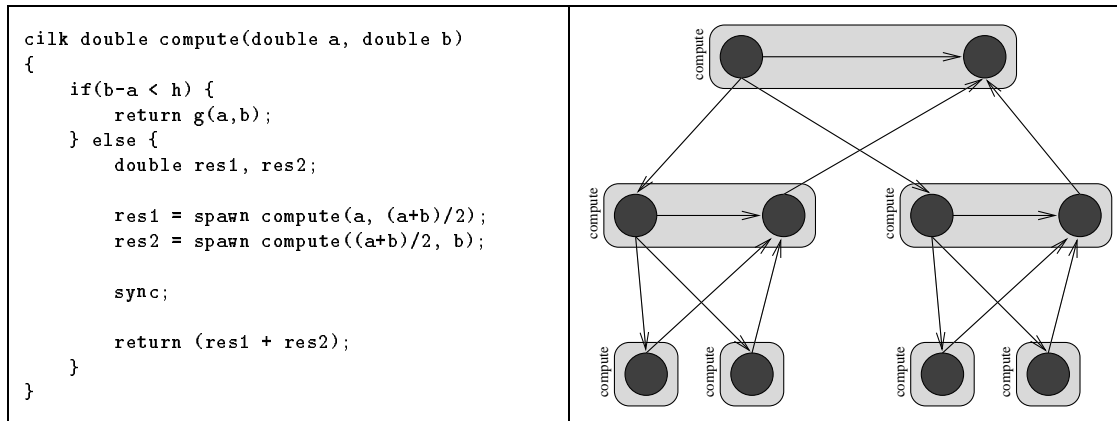 cilk double compute(double a, double b)
{
if(b-a < h) {
return g(a,b);
} else {
double res1, res2;
res1 = spawn compute(a, (a+b)/2);
res2 = spawn compute((a+b)/2, b);
sync;
return (res1 + res2);
}
}
compute
compute
compute
compute
compute
compute
compute